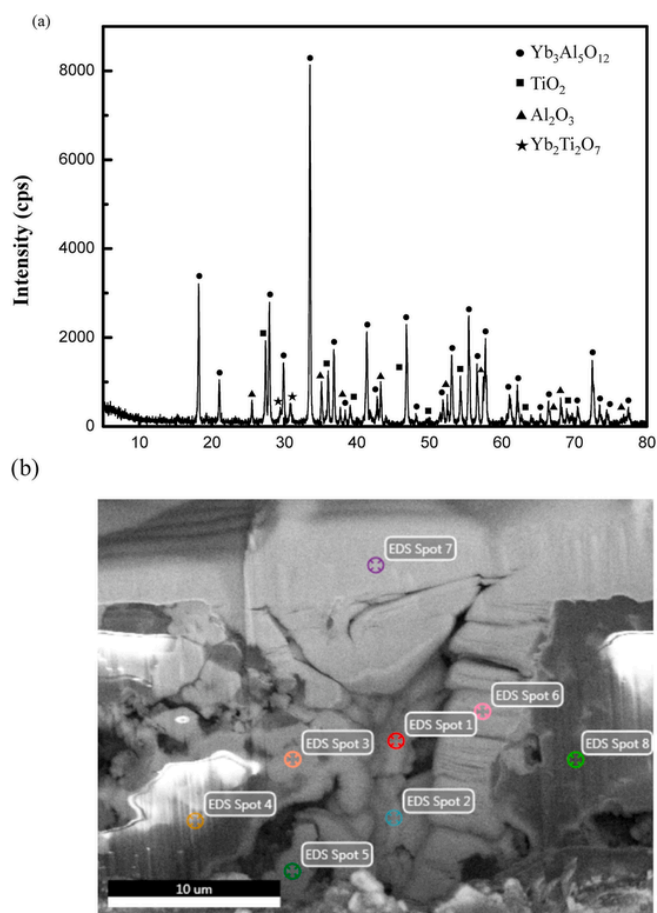 (a)
8000
6000
4000
2000
0
Intensity (cps)
10 20 30 40 50 60 70 80
● Yb₃Al₅O₁₂
■ TiO₂
▲ Al₂O₃
★ Yb₂Ti₂O₇
(b)
EDS Spot 7
EDS Spot 6
EDS Spot 1
EDS Spot 3
EDS Spot 8
EDS Spot 4
EDS Spot 2
EDS Spot 5
10 um